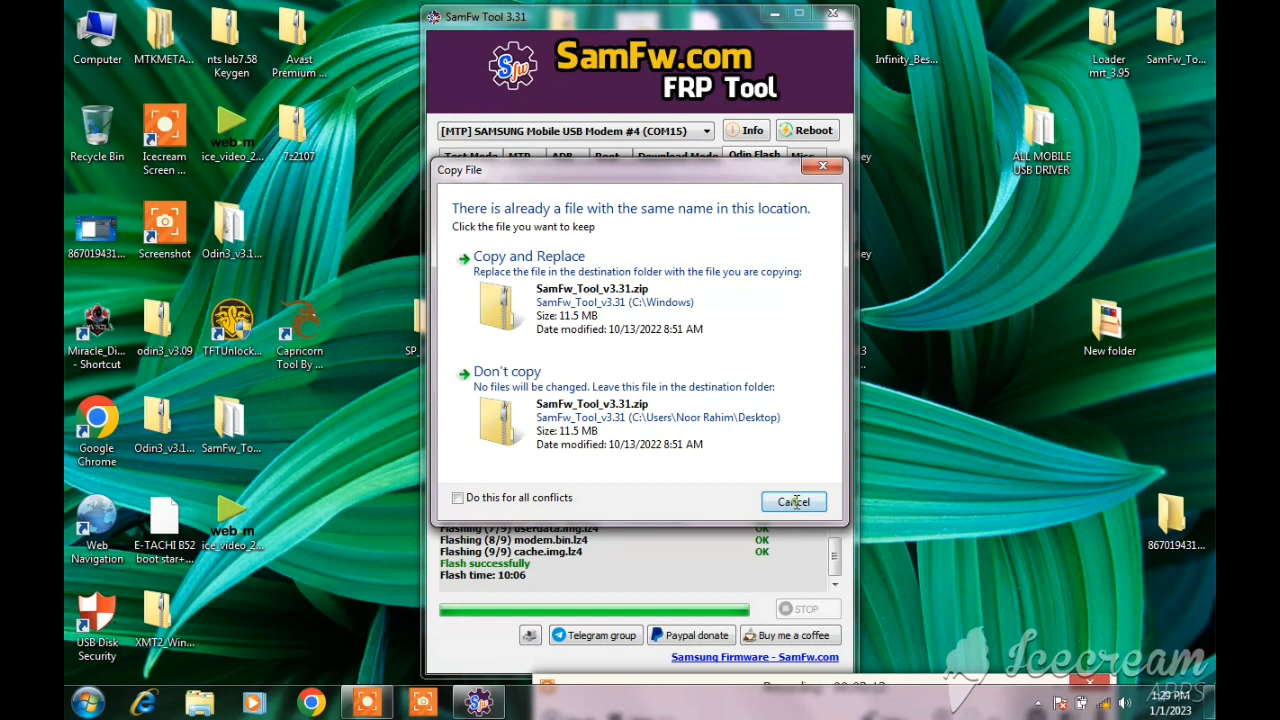 SamFw Tool 3.31
SamFw.com
FRP Tool
Sfw
[MTP] SAMSUNG Mobile USB Modem #4 (COM15)
Info
Reboot
Odin Flash
Copy File
There is already a file with the same name in this location.
Click the file you want to keep
Copy and Replace
Replace the file in the destination folder with the file you are copying:
SamFw_Tool_v3.31.zip
SamFw_Tool_v3.31 (C:\Windows)
Size: 11.5 MB
Date modified: 10/13/2022 8:51 AM
Don't copy
No files will be changed. Leave this file in the destination folder:
SamFw_Tool_v3.31.zip
SamFw_Tool_v3.31 (C:\Users\Noor Rahim\Desktop)
Size: 11.5 MB
Date modified: 10/13/2022 8:51 AM
Do this for all conflicts
Cancel
Flashing (7/9) userdata.img.lz4 OK
Flashing (8/9) modem.bin.lz4 OK
Flashing (9/9) cache.img.lz4 OK
Flash successfully
Flash time: 10:06
STOP
Telegram group
Paypal donate
Buy me a coffee
Samsung Firmware - SamFw.com
Computer
MTKMETA...
nts lab7.58
Keygen
Avast
Premium ...
Recycle Bin
Icecream
Screen ...
web m
ice_video_2...
7z2107
867019431...
Screenshot
Odin3_v3.1...
Miracle_Di...
- Shortcut
odin3_v3.09
TFTUnlock...
Capricorn
Tool By ...
Google
Chrome
Odin3_v3.1...
SamFw_To...
Web
Navigation
E-TACHI B52
boot star+...
web m
ice_video_2...
USB Disk
Security
XMT2_Win...
Infinity_Bes...
Loader
mrt_3.95
SamFw_To...
ALL MOBILE
USB DRIVER
New folder
867019431...
Icecream
APPS
1:29 PM
1/1/2023